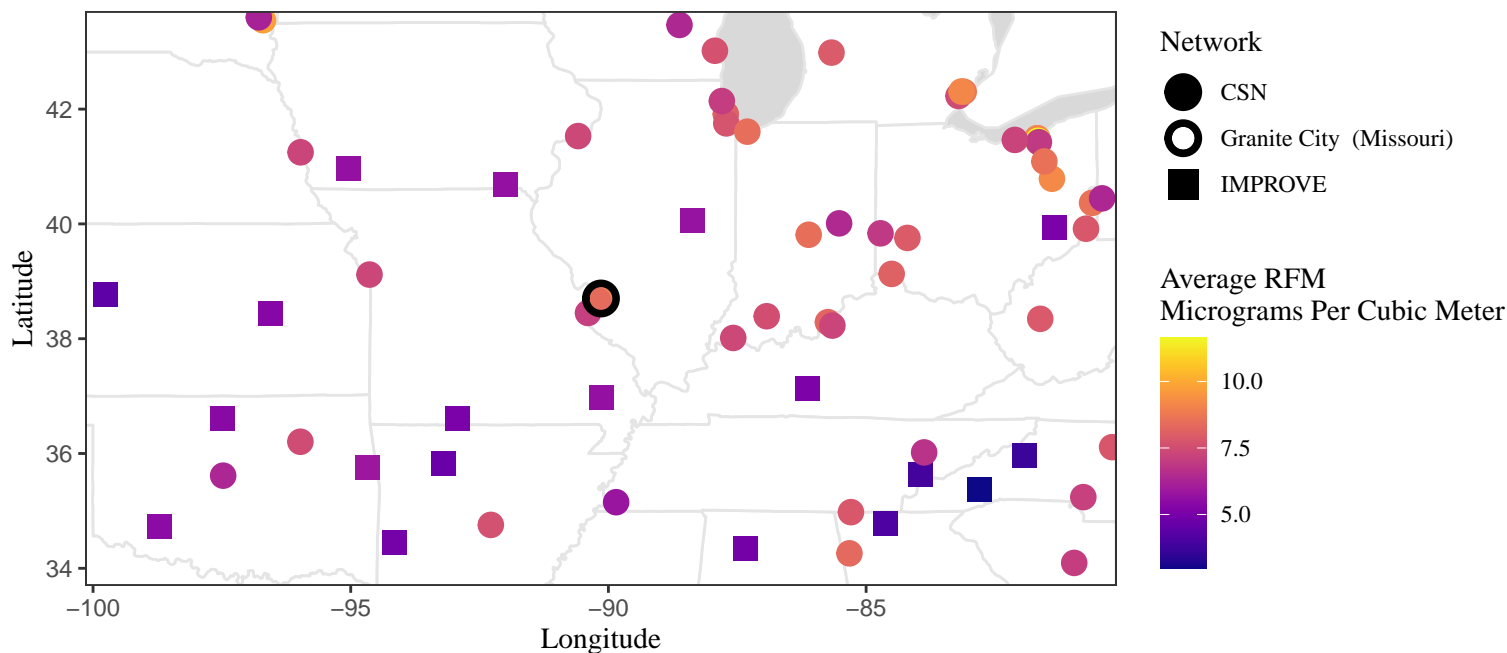 42
40
38
36
34
Latitude
−100
−95
−90
−85
Longitude
Network
CSN
Granite City (Missouri)
IMPROVE
Average RFM
Micrograms Per Cubic Meter
10.0
7.5
5.0